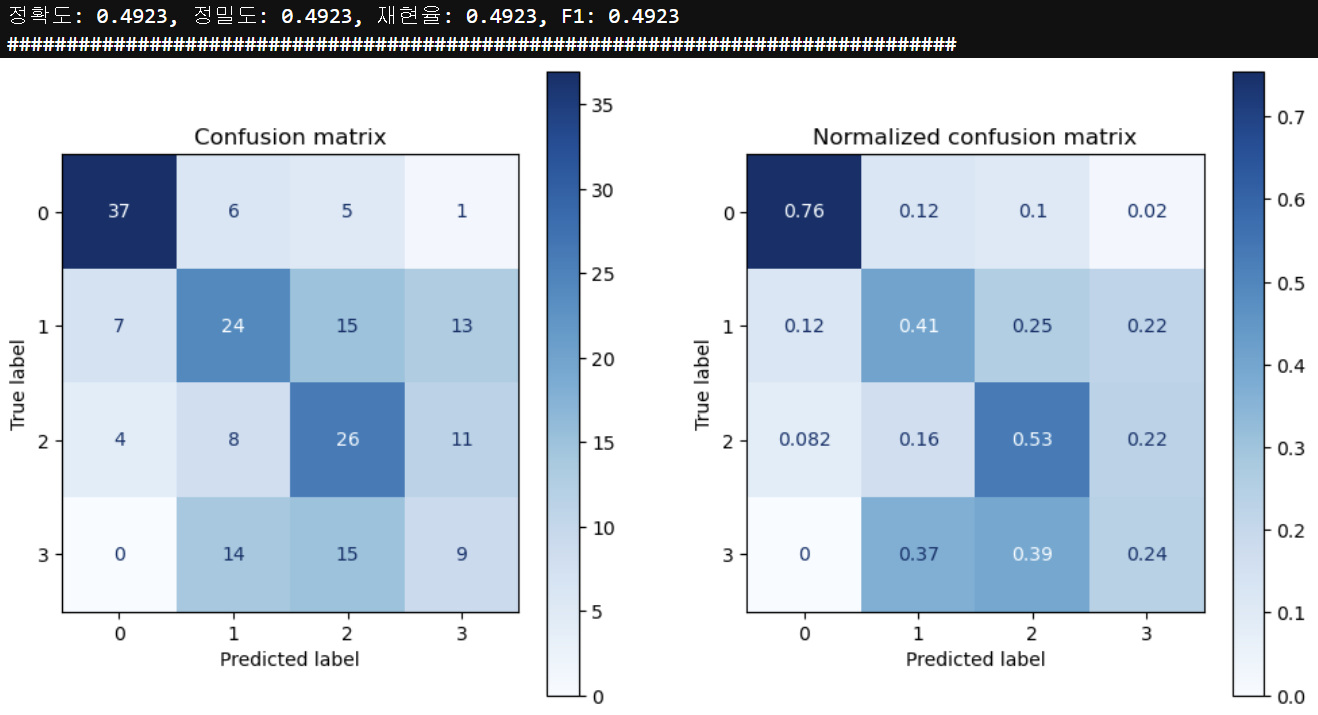 정확도: 0.4923, 정밀도: 0.4923, 재현율: 0.4923, F1: 0.4923
################################################################################
Confusion matrix
True label
0
37 6 5 1
1
7 24 15 13
2
4 8 26 11
3
0 14 15 9
0 1 2 3
Predicted label
35
30
25
20
15
10
5
0
Normalized confusion matrix
True label
0
0.76 0.12 0.1 0.02
1
0.12 0.41 0.25 0.22
2
0.082 0.16 0.53 0.22
3
0 0.37 0.39 0.24
0 1 2 3
Predicted label
0.7
0.6
0.5
0.4
0.3
0.2
0.1
0.0